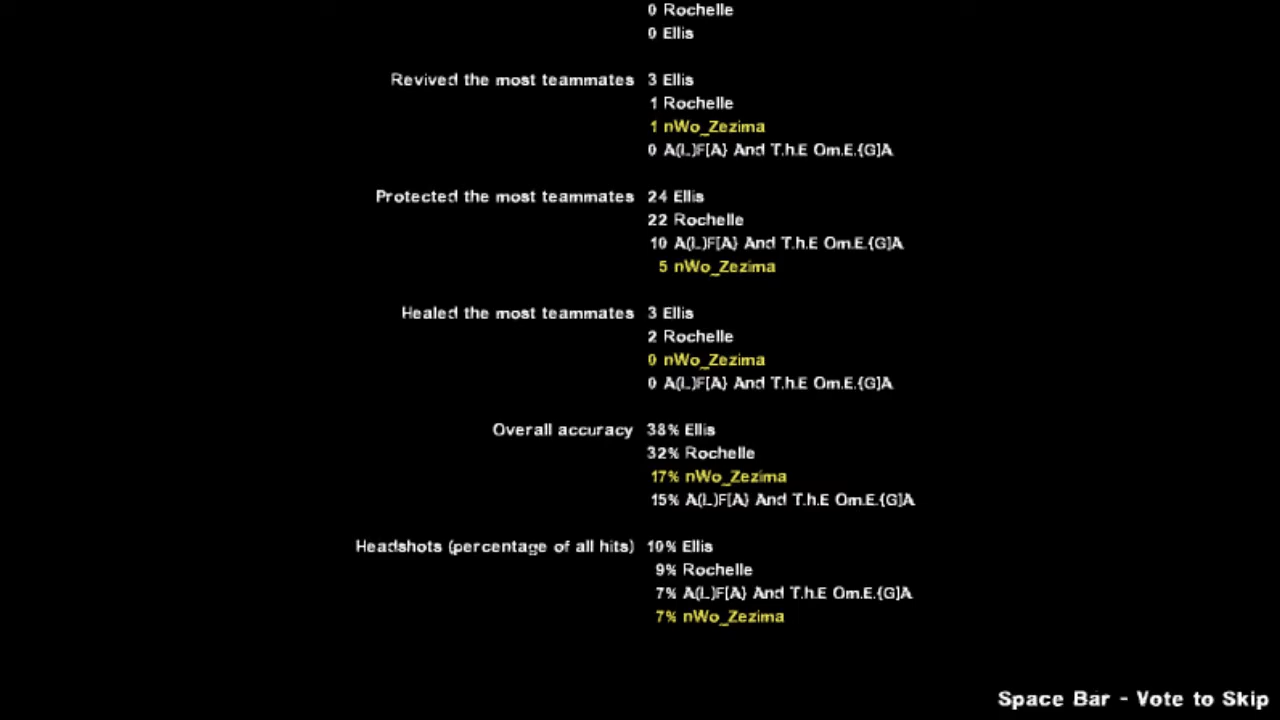 0 Rochelle
0 Ellis
Revived the most teammates 3 Ellis
1 Rochelle
1 nWo_Zezima
0 A(L)F[A} And T.h.E Om.E.{G]A
Protected the most teammates 24 Ellis
22 Rochelle
10 A(L)F[A} And T.h.E Om.E.{G]A
5 nWo_Zezima
Healed the most teammates 3 Ellis
2 Rochelle
0 nWo_Zezima
0 A(L)F[A} And T.h.E Om.E.{G]A
Overall accuracy 38% Ellis
32% Rochelle
17% nWo_Zezima
15% A(L)F[A} And T.h.E Om.E.{G]A
Headshots (percentage of all hits) 10% Ellis
9% Rochelle
7% A(L)F[A} And T.h.E Om.E.{G]A
7% nWo_Zezima
Space Bar - Vote to Skip